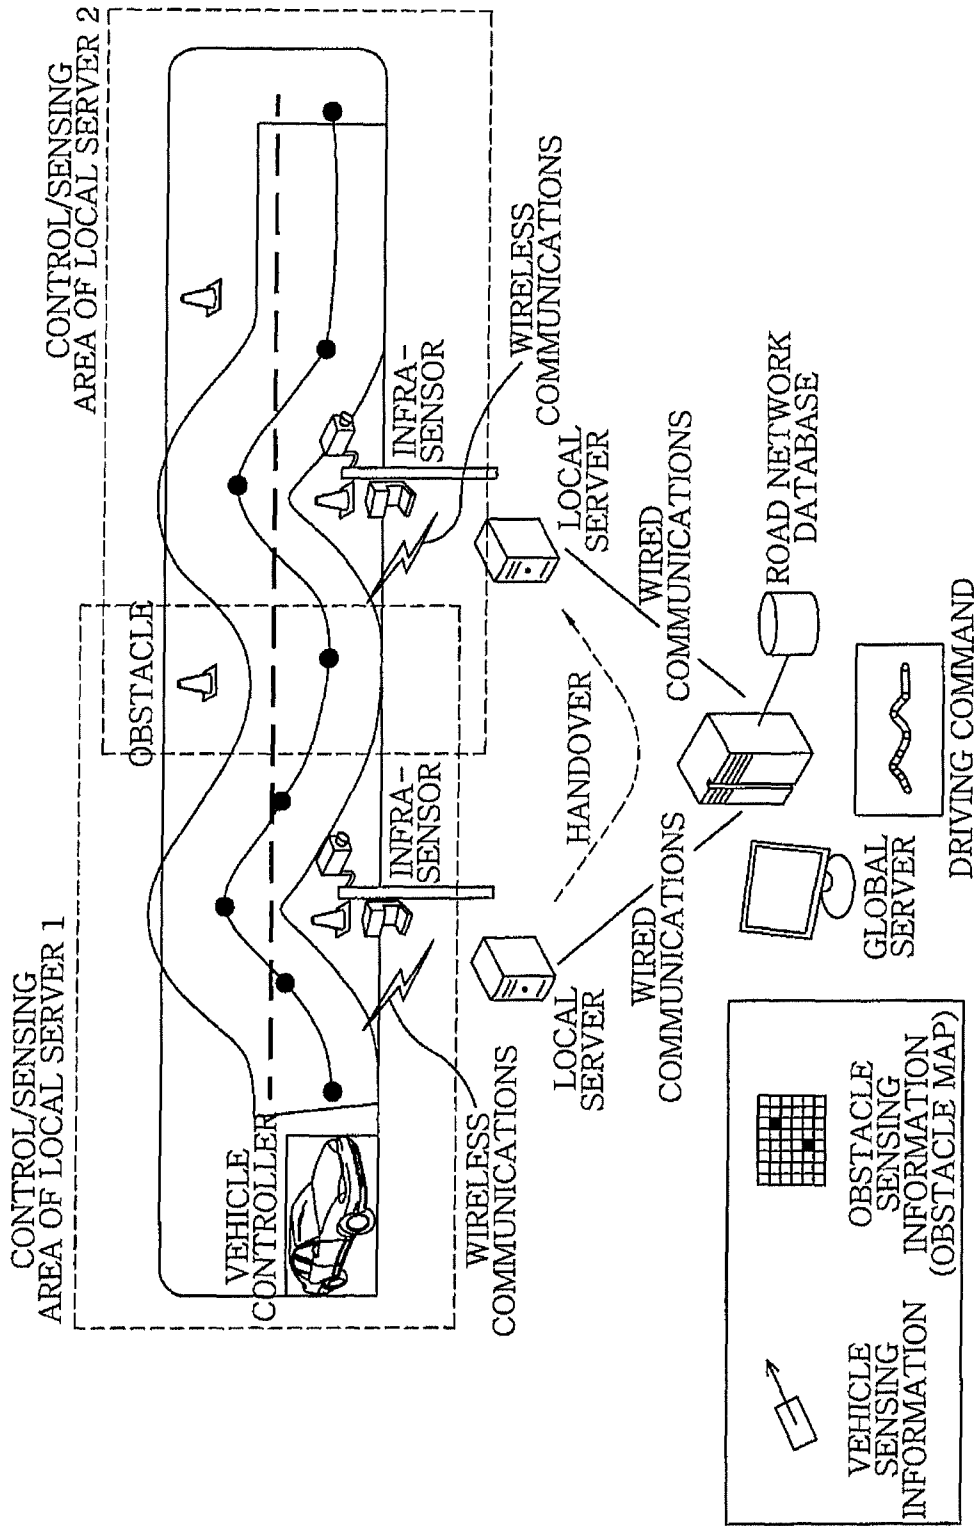 CONTROL/SENSING
AREA OF LOCAL SERVER 1
CONTROL/SENSING
AREA OF LOCAL SERVER 2
OBSTACLE
VEHICLE
CONTROLLER
INFRA-
SENSOR
INFRA-
SENSOR
WIRELESS
COMMUNICATIONS
WIRELESS
COMMUNICATIONS
LOCAL
SERVER
LOCAL
SERVER
HANDOVER
WIRED
COMMUNICATIONS
WIRED
COMMUNICATIONS
ROAD NETWORK
DATABASE
GLOBAL
SERVER
DRIVING COMMAND
VEHICLE
SENSING
INFORMATION
OBSTACLE
SENSING
INFORMATION
(OBSTACLE MAP)